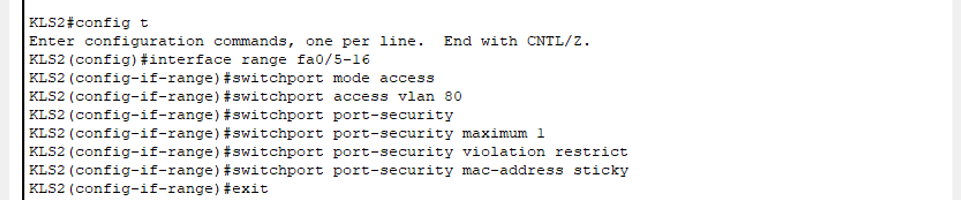 KLS2#config t
Enter configuration commands, one per line.  End with CNTL/Z.
KLS2(config)#interface range fa0/5-16
KLS2(config-if-range)#switchport mode access
KLS2(config-if-range)#switchport access vlan 80
KLS2(config-if-range)#switchport port-security
KLS2(config-if-range)#switchport port-security maximum 1
KLS2(config-if-range)#switchport port-security violation restrict
KLS2(config-if-range)#switchport port-security mac-address sticky
KLS2(config-if-range)#exit